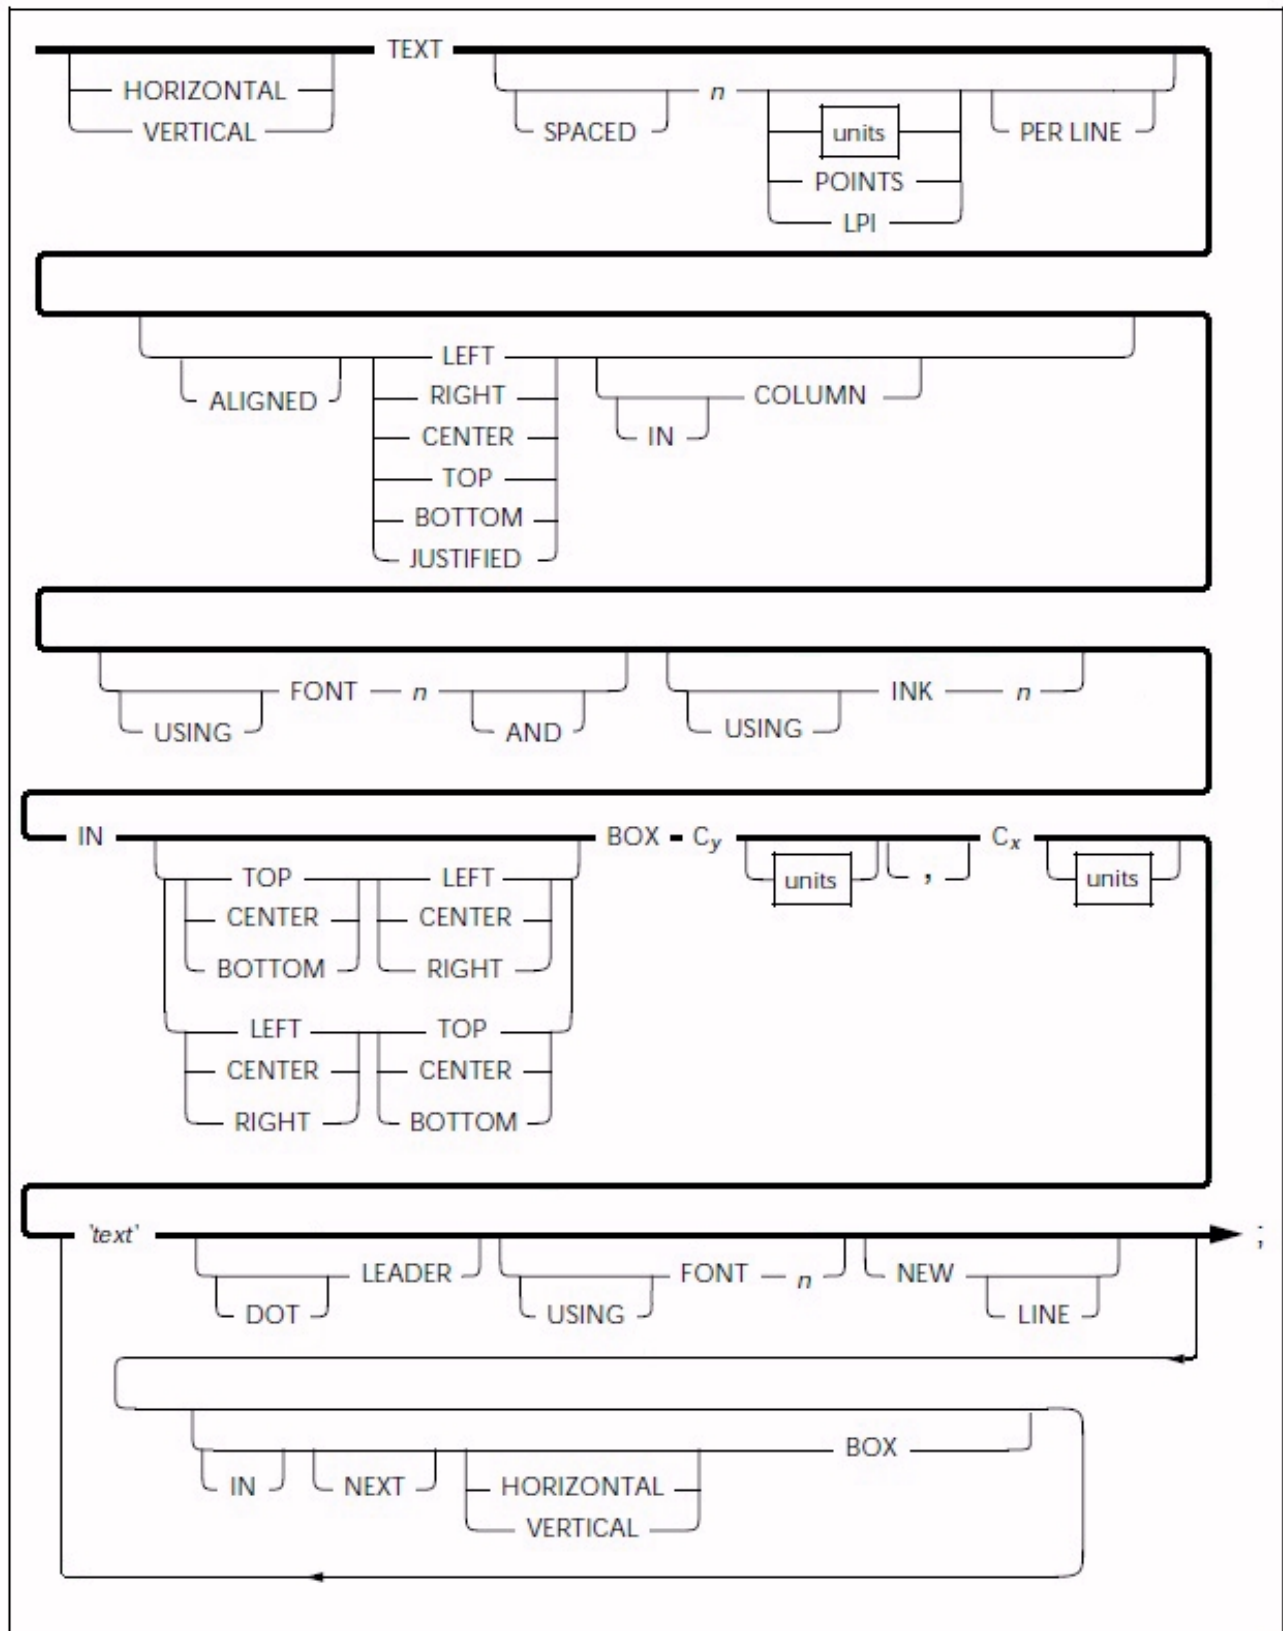 TEXT
HORIZONTAL n
VERTICAL SPACED units PER LINE
POINTS
LPI
LEFT
ALIGNED RIGHT COLUMN
CENTER IN
TOP
BOTTOM
JUSTIFIED
FONT n INK n
USING AND USING
IN BOX Cy Cx
TOP LEFT units , units
CENTER CENTER
BOTTOM RIGHT
LEFT TOP
CENTER CENTER
RIGHT BOTTOM
'text' ;
LEADER FONT n NEW
DOT USING LINE
BOX
IN NEXT HORIZONTAL
VERTICAL